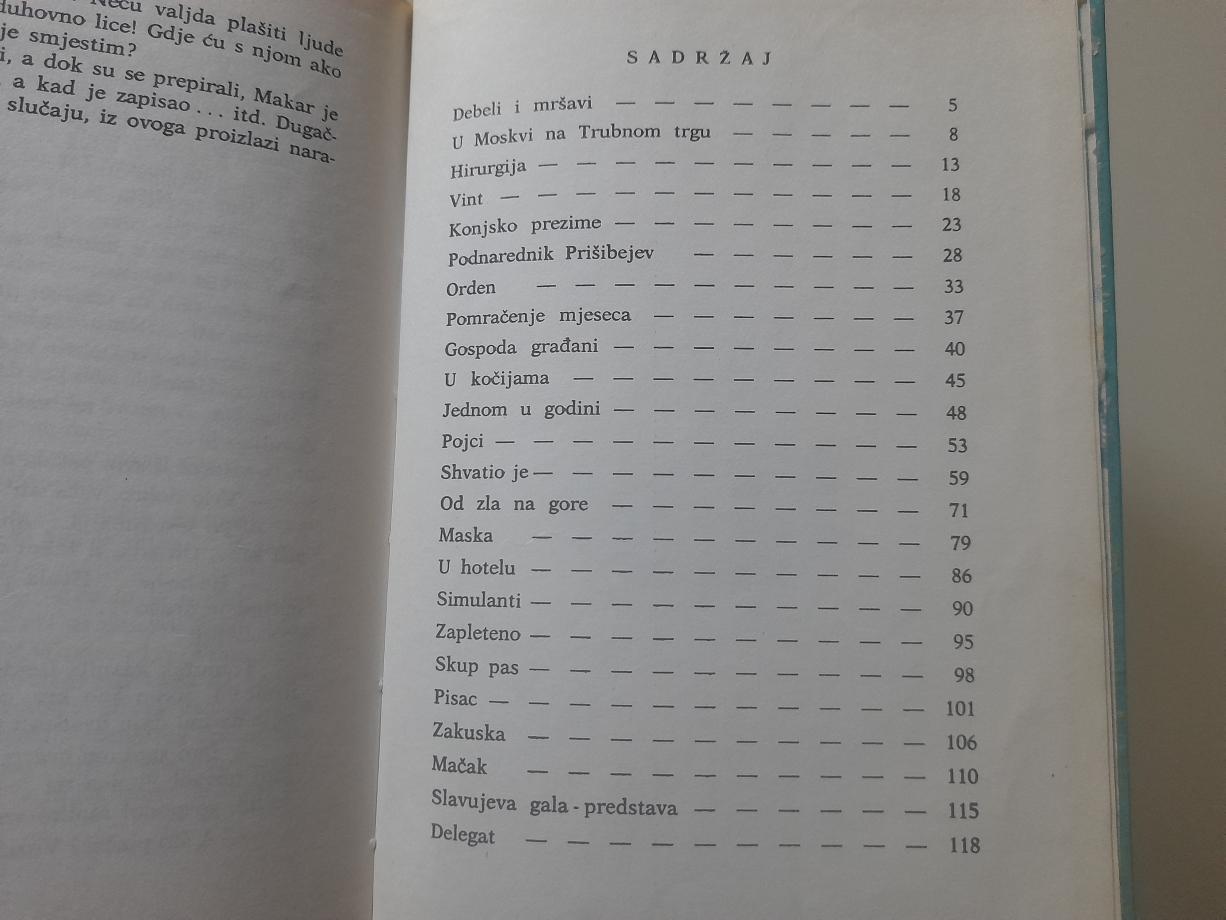 Neću valjda plašiti ljude
duhovno lice! Gdje ću s njom ako
je smjestim?
i, a dok su se prepirali, Makar je
a kad je zapisao . . . itd. Dugač-
slučaju, iz ovoga proizlazi nara-
SADRŽAJ
Debeli i mršavi — — — — — — — — 5
U Moskvi na Trubnom trgu — — — — — 8
Hirurgija — — — — — — — — — — 13
Vint — — — — — — — — — — — 18
Konjsko prezime — — — — — — — — 23
Podnarednik Prišibejev — — — — — — 28
Orden — — — — — — — — — — 33
Pomračenje mjeseca — — — — — — — 37
Gospoda građani — — — — — — — — 40
U kočijama — — — — — — — — — 45
Jednom u godini — — — — — — — — 48
Pojci — — — — — — — — — — — 53
Shvatio je — — — — — — — — — — 59
Od zla na gore — — — — — — — — 71
Maska — — — — — — — — — — 79
U hotelu — — — — — — — — — — 86
Simulanti — — — — — — — — — — 90
Zapleteno — — — — — — — — — — 95
Skup pas — — — — — — — — — — 98
Pisac — — — — — — — — — — — 101
Zakuska — — — — — — — — — — 106
Mačak — — — — — — — — — — 110
Slavujeva gala - predstava — — — — — — 115
Delegat — — — — — — — — — — 118